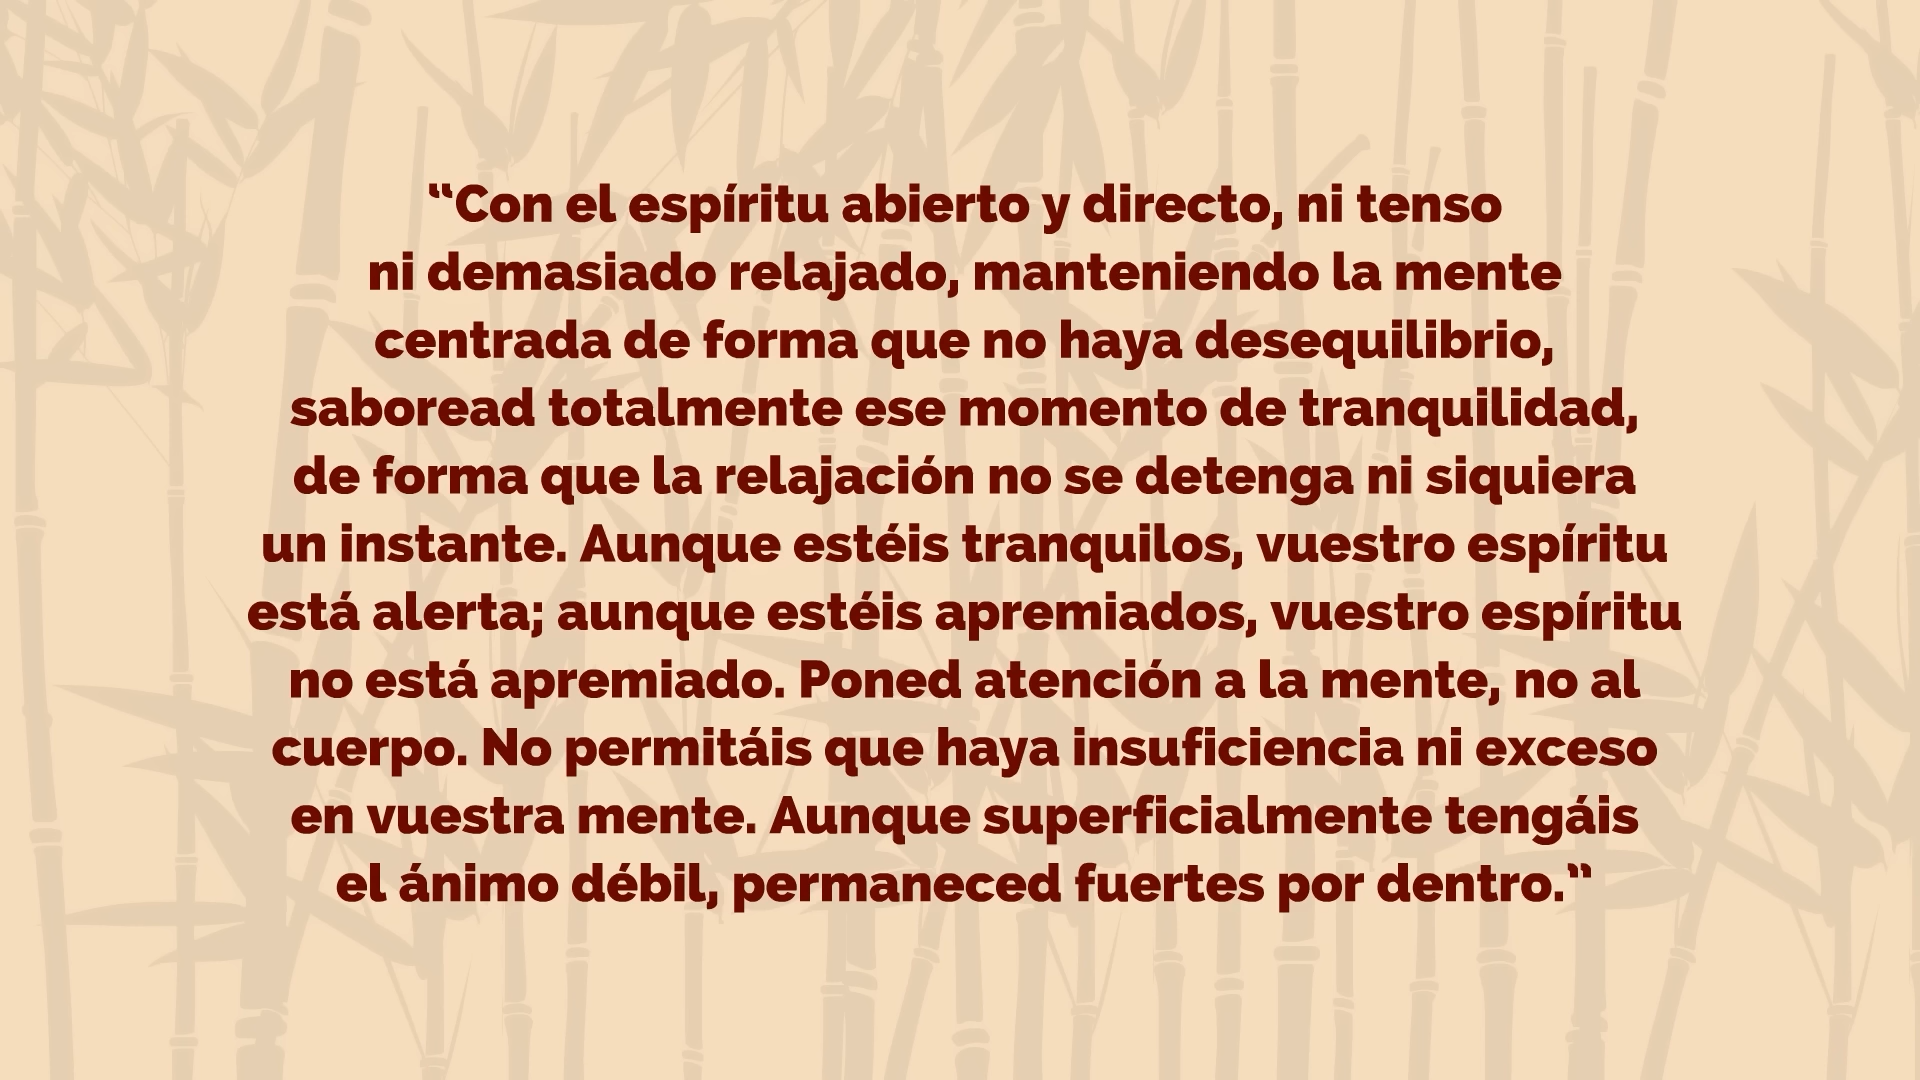 “Con el espíritu abierto y directo, ni tenso
ni demasiado relajado, manteniendo la mente
centrada de forma que no haya desequilibrio,
saboread totalmente ese momento de tranquilidad,
de forma que la relajación no se detenga ni siquiera
un instante. Aunque estéis tranquilos, vuestro espíritu
está alerta; aunque estéis apremiados, vuestro espíritu
no está apremiado. Poned atención a la mente, no al
cuerpo. No permitáis que haya insuficiencia ni exceso
en vuestra mente. Aunque superficialmente tengáis
el ánimo débil, permaneced fuertes por dentro.”